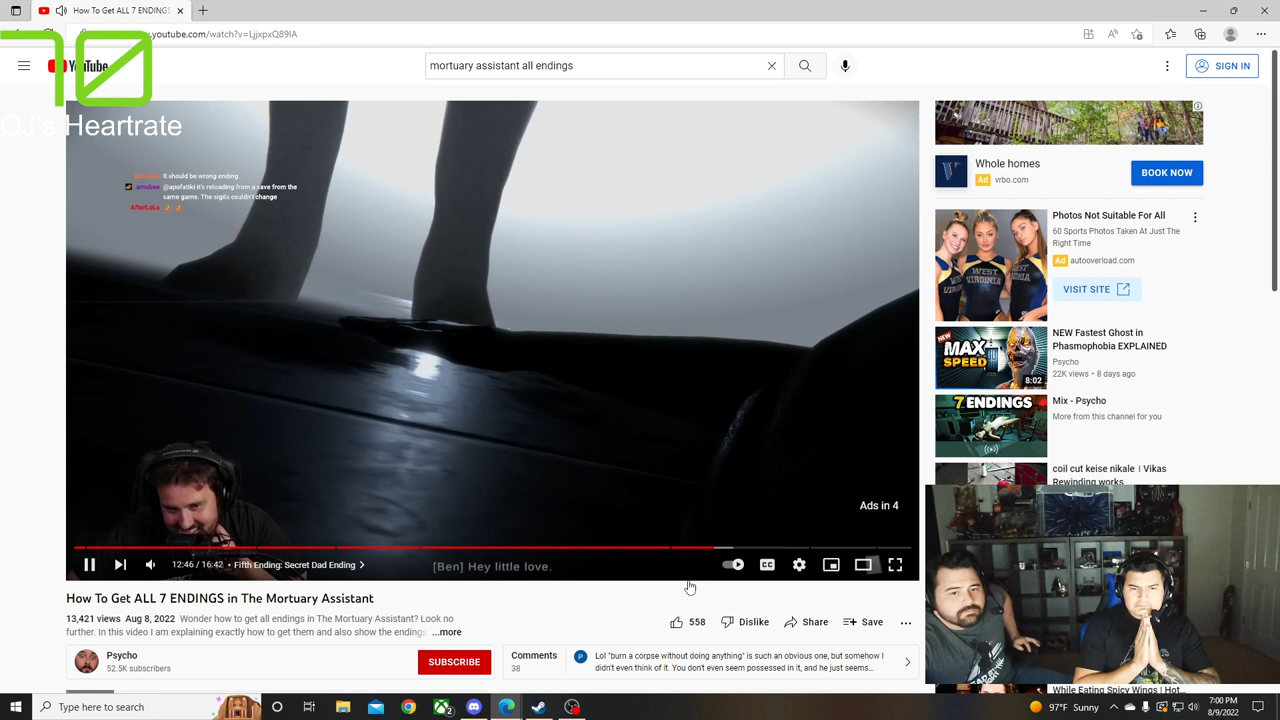 How To Get ALL 7 ENDINGS
youtube.com/watch?v=LjjxpxQ89IA
70
YouTube
mortuary assistant all endings
SIGN IN
OJ's Heartrate
It should be wrong ending.
amsboe @apofatiki it's reloading from a save from the
same game. The sigils couldn't change
AfterLoLs
Ads in 4
12:46 / 16:42 • Fifth Ending: Secret Dad Ending
CC
[Ben] Hey little love.
How To Get ALL 7 ENDINGS in The Mortuary Assistant
13,421 views Aug 8, 2022 Wonder how to get all endings in The Mortuary Assistant? Look no
further. In this video I am explaining exactly how to get them and also show the endings ...more
558
Dislike
Share
Save
Psycho
52.5K subscribers
SUBSCRIBE
Comments
38
P
Lol "burn a corpse without doing anything" is such an obvious one, but somehow I
didn't even think of it. You don't even seem possessed in it, and he just seems...
Whole homes
Ad vrbo.com
BOOK NOW
Photos Not Suitable For All
60 Sports Photos Taken At Just The
Right Time
Ad autooverload.com
VISIT SITE
WEST VIRGINIA
NEW
MAX
SPEED
8:02
NEW Fastest Ghost in
Phasmophobia EXPLAINED
Psycho
22K views • 8 days ago
7 ENDINGS
Mix - Psycho
More from this channel for you
coil cut keise nikale । Vikas
Rewinding works
While Eating Spicy Wings | Hot...
Type here to search
2
97°F Sunny
7:00 PM
8/9/2022